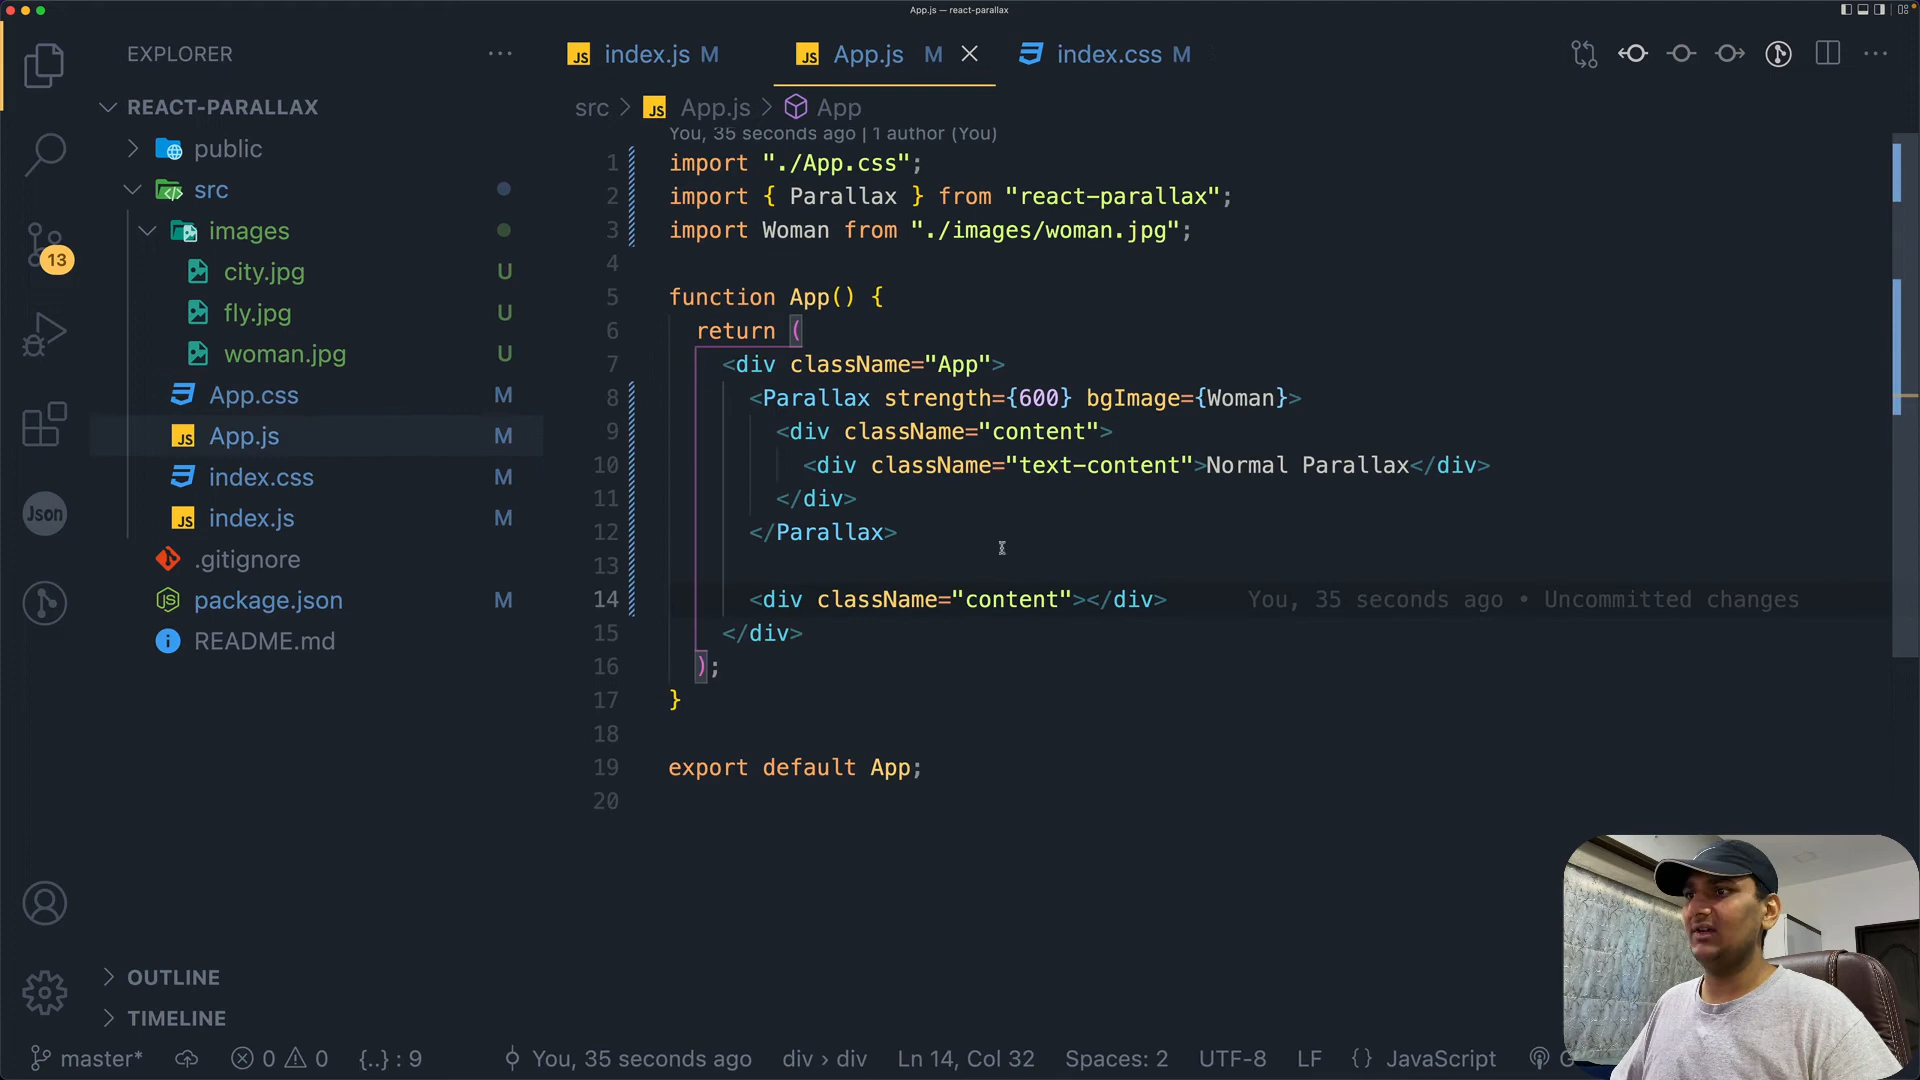 App.js — react-parallax
EXPLORER
REACT-PARALLAX
public
src
images
city.jpg U
fly.jpg U
woman.jpg U
App.css M
App.js M
index.css M
index.js M
.gitignore
package.json M
README.md
OUTLINE
TIMELINE
13
Json
JS index.js M
JS App.js M
index.css M
src > JS App.js > App
You, 35 seconds ago | 1 author (You)
1 import "./App.css";
2 import { Parallax } from "react-parallax";
3 import Woman from "./images/woman.jpg";
4
5 function App() {
6 return (
7 <div className="App">
8 <Parallax strength={600} bgImage={Woman}>
9 <div className="content">
10 <div className="text-content">Normal Parallax</div>
11 </div>
12 </Parallax>
13
14 <div className="content"></div> You, 35 seconds ago • Uncommitted changes
15 </div>
16 );
17 }
18
19 export default App;
20
master* 0 0 {..} : 9 You, 35 seconds ago div › div Ln 14, Col 32 Spaces: 2 UTF-8 LF {} JavaScript